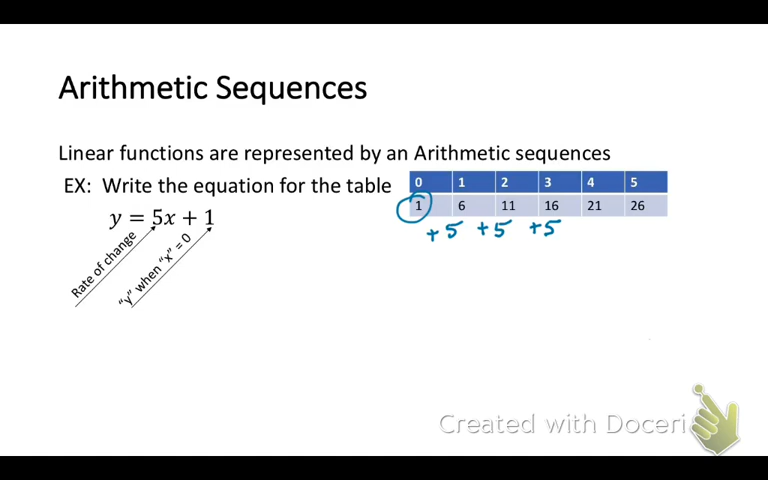 Arithmetic Sequences
Linear functions are represented by an Arithmetic sequences
EX: Write the equation for the table
0 1 2 3 4 5
1 6 11 16 21 26
+5 +5 +5
y = 5x + 1
Rate of change
"y" when "x" = 0
Created with Doceri